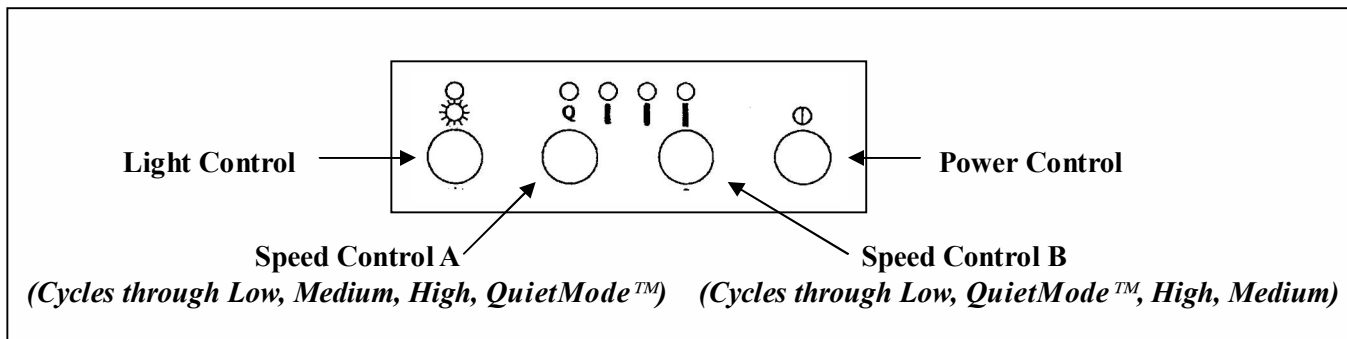 Q
Light Control
Power Control
Speed Control A
Speed Control B
(Cycles through Low, Medium, High, QuietMode™)
(Cycles through Low, QuietMode™, High, Medium)